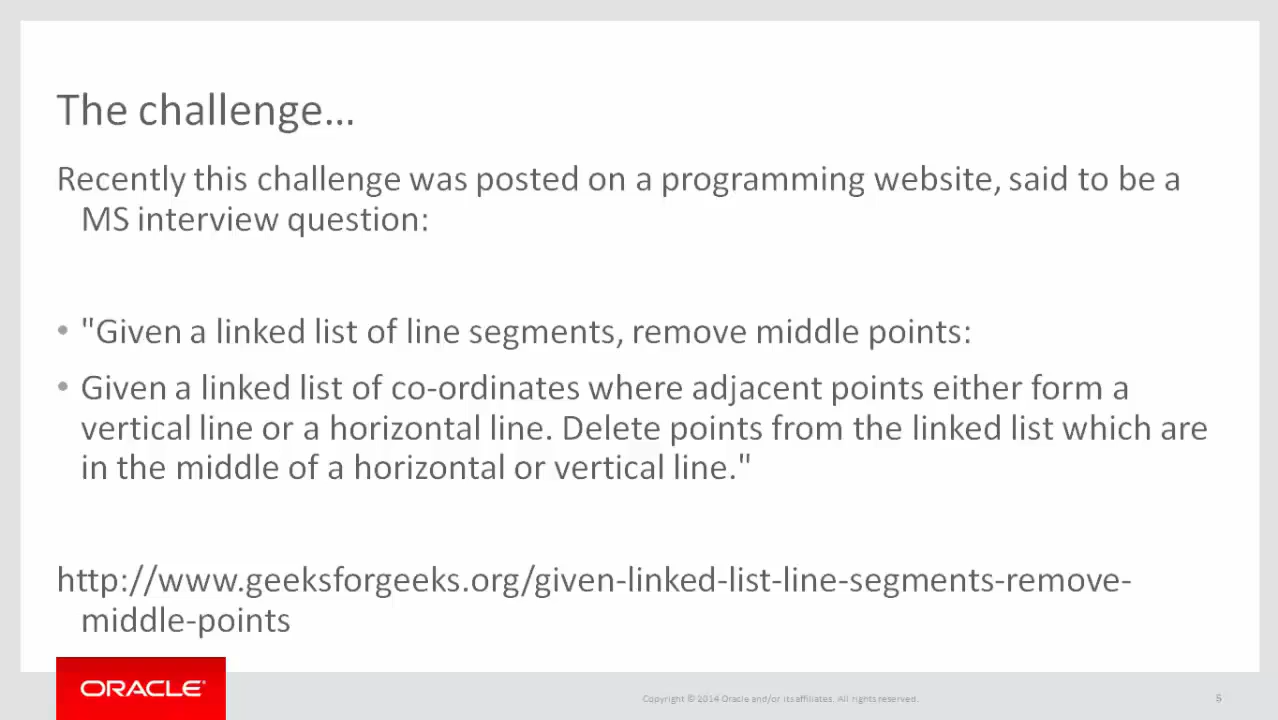 The challenge...
Recently this challenge was posted on a programming website, said to be a
MS interview question:
• "Given a linked list of line segments, remove middle points:
• Given a linked list of co-ordinates where adjacent points either form a
vertical line or a horizontal line. Delete points from the linked list which are
in the middle of a horizontal or vertical line."
http://www.geeksforgeeks.org/given-linked-list-line-segments-remove-
middle-points
ORACLE®
Copyright © 2014 Oracle and/or its affiliates. All rights reserved.
5